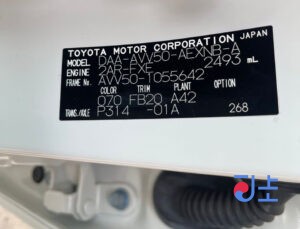 TOYOTA MOTOR CORPORATION JAPAN
MODEL DAA-AVV50-AEXNB-A
ENGINE 2AR-FXE 2493 mL
FRAME No. AVV50-1055642
COLOR TRIM PLANT OPTION
070 FB20 A42
TRANS./AXLE P314 -01A 268